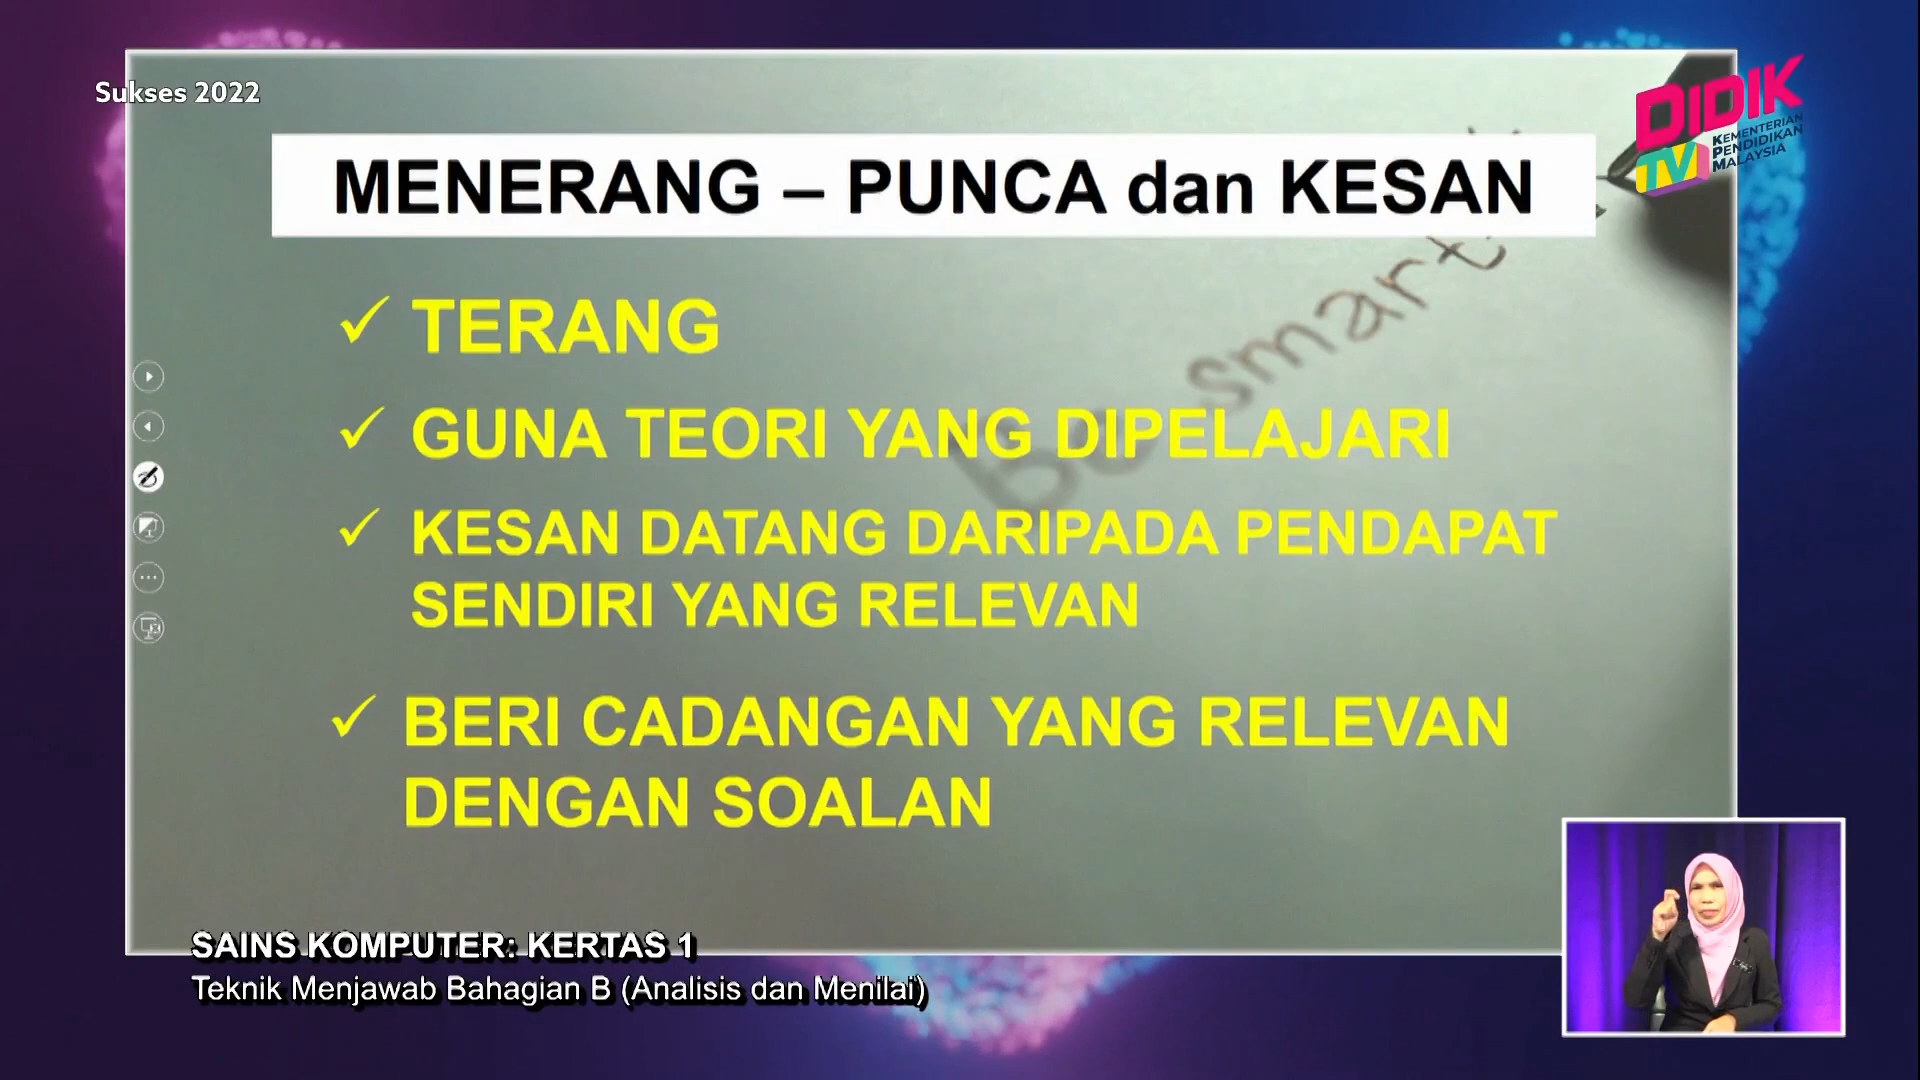 Sukses 2022
DIDIK
TV
KEMENTERIAN
PENDIDIKAN
MALAYSIA
MENERANG – PUNCA dan KESAN
be smart
✓ TERANG
✓ GUNA TEORI YANG DIPELAJARI
✓ KESAN DATANG DARIPADA PENDAPAT
SENDIRI YANG RELEVAN
✓ BERI CADANGAN YANG RELEVAN
DENGAN SOALAN
SAINS KOMPUTER: KERTAS 1
Teknik Menjawab Bahagian B (Analisis dan Menilai)